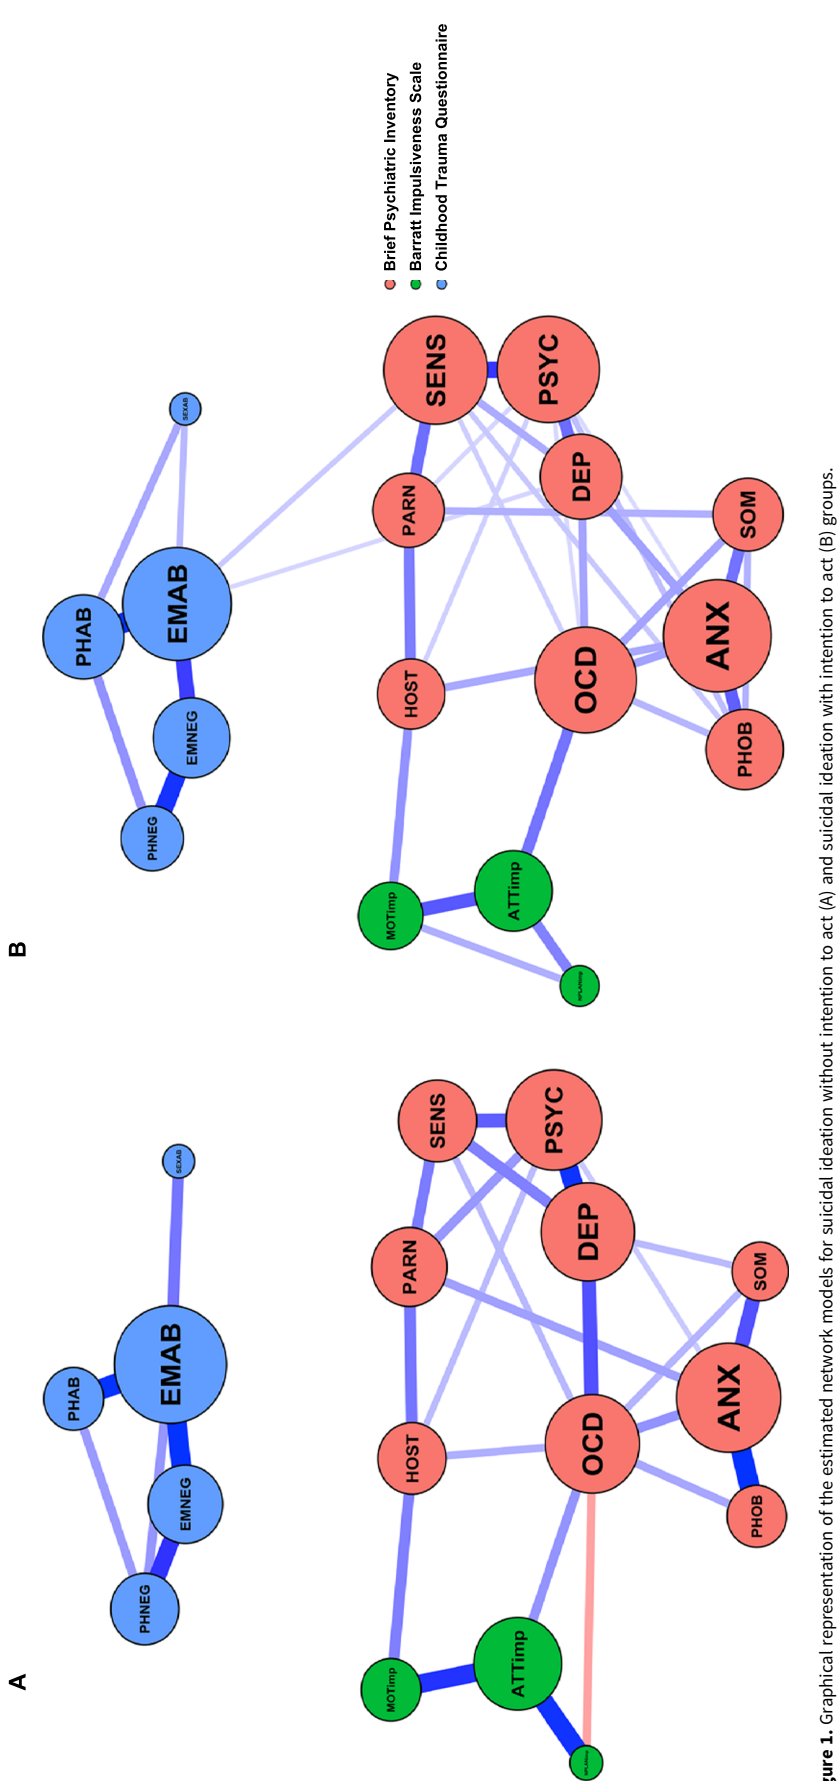 A
PHAB
SEXAB
EMAB
EMNEG
PHNEG
SENS
PARN
PSYC
HOST
DEP
MOTimp
OCD
SOM
ATTimp
ANX
PHOB
B
PHAB
SEXAB
EMAB
EMNEG
PHNEG
SENS
PARN
PSYC
HOST
DEP
MOTimp
OCD
SOM
ATTimp
ANX
PHOB
Brief Psychiatric Inventory
Barratt Impulsiveness Scale
Childhood Trauma Questionnaire
gure 1. Graphical representation of the estimated network models for suicidal ideation without intention to act (A) and suicidal ideation with intention to act (B) groups.